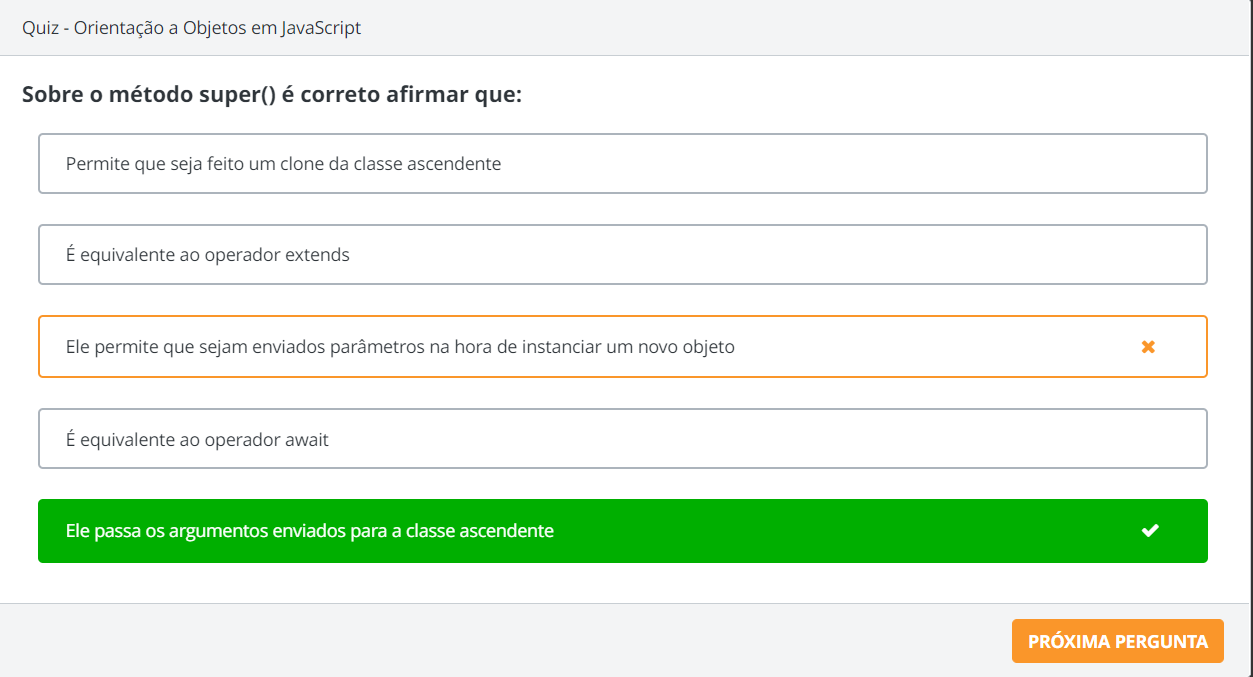 Quiz - Orientação a Objetos em JavaScript
Sobre o método super() é correto afirmar que:
Permite que seja feito um clone da classe ascendente
É equivalente ao operador extends
Ele permite que sejam enviados parâmetros na hora de instanciar um novo objeto
É equivalente ao operador await
Ele passa os argumentos enviados para a classe ascendente
PRÓXIMA PERGUNTA